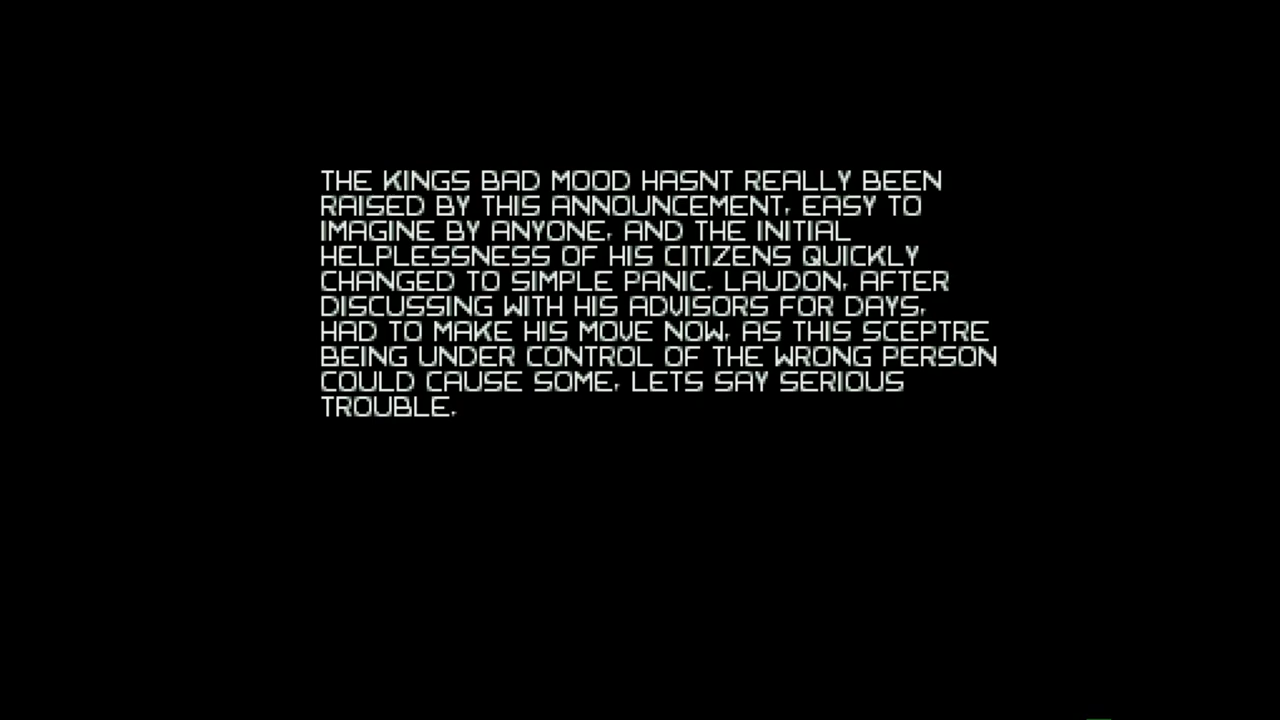 THE KINGS BAD MOOD HASNT REALLY BEEN
RAISED BY THIS ANNOUNCEMENT, EASY TO
IMAGINE BY ANYONE, AND THE INITIAL
HELPLESSNESS OF HIS CITIZENS QUICKLY
CHANGED TO SIMPLE PANIC. LAUDON, AFTER
DISCUSSING WITH HIS ADVISORS FOR DAYS,
HAD TO MAKE HIS MOVE NOW, AS THIS SCEPTRE
BEING UNDER CONTROL OF THE WRONG PERSON
COULD CAUSE SOME, LETS SAY SERIOUS
TROUBLE.